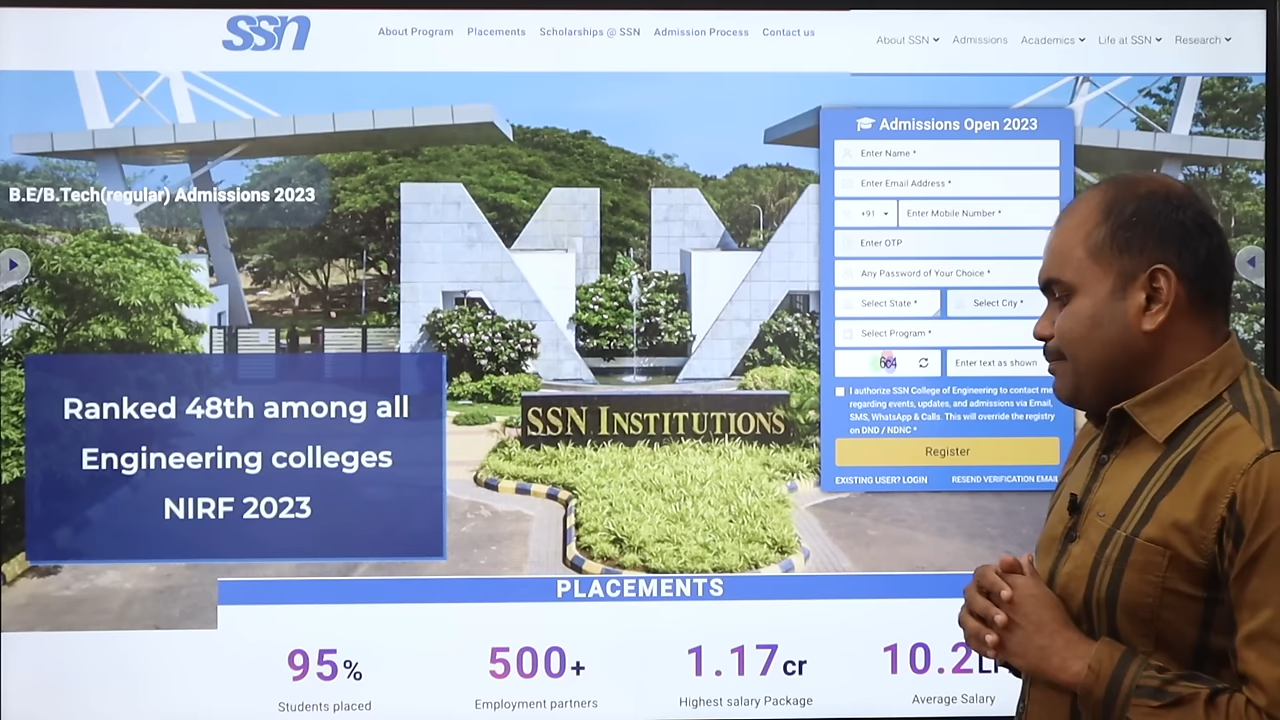 ssn
About Program Placements Scholarships @ SSN Admission Process Contact us
About SSN Admissions Academics Life at SSN Research
B.E/B.Tech(regular) Admissions 2023
Ranked 48th among all
Engineering colleges
NIRF 2023
SSN INSTITUTIONS
Admissions Open 2023
Enter Name *
Enter Email Address *
+91 Enter Mobile Number *
Enter OTP
Any Password of Your Choice *
Select State * Select City *
Select Program *
6c4 Enter text as shown
I authorize SSN College of Engineering to contact me
regarding events, updates, and admissions via Email,
SMS, WhatsApp & Calls. This will override the registry
on DND / NDNC *
Register
EXISTING USER? LOGIN RESEND VERIFICATION EMAIL
PLACEMENTS
95% 500+ 1.17cr 10.2
Students placed Employment partners Highest salary Package Average Salary